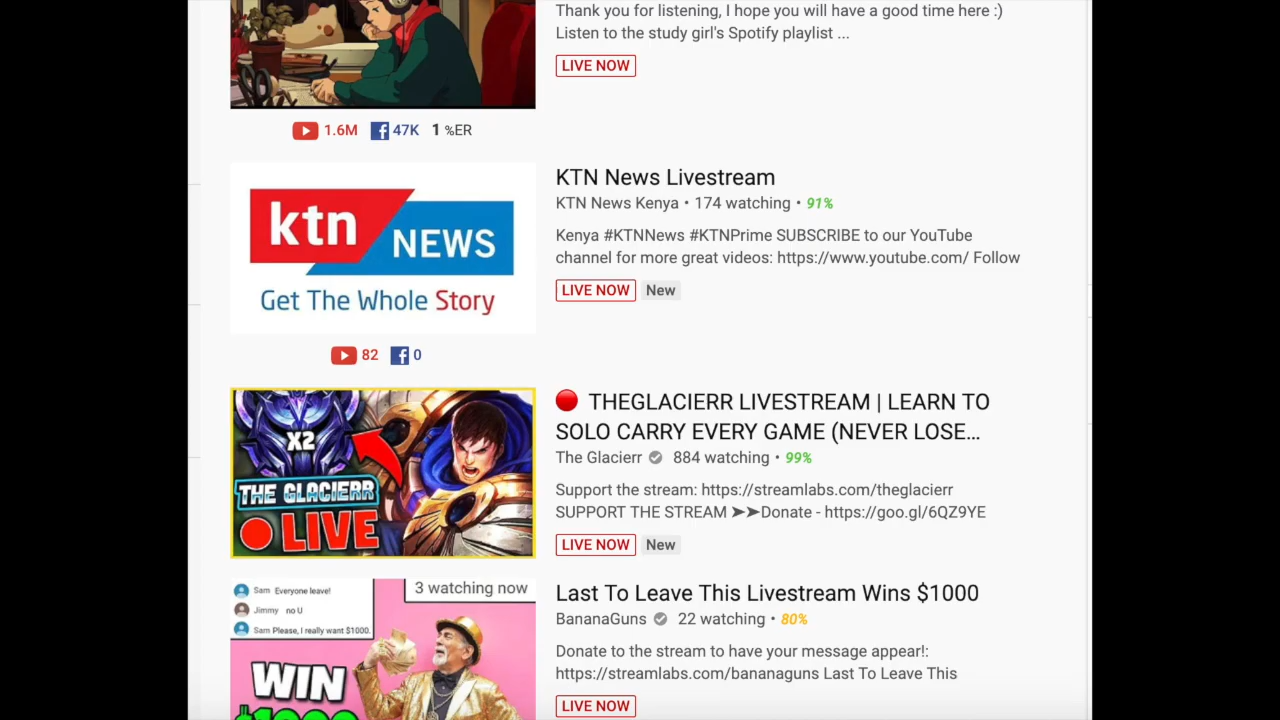 Thank you for listening, I hope you will have a good time here :)
Listen to the study girl's Spotify playlist ...
LIVE NOW
1.6M 47K 1 %ER
ktn
NEWS
Get The Whole Story
KTN News Livestream
KTN News Kenya • 174 watching • 91%
Kenya #KTNNews #KTNPrime SUBSCRIBE to our YouTube
channel for more great videos: https://www.youtube.com/ Follow
LIVE NOW New
82 0
X2
THE GLACIERR
LIVE
THEGLACIERR LIVESTREAM | LEARN TO
SOLO CARRY EVERY GAME (NEVER LOSE...
The Glacierr 884 watching • 99%
Support the stream: https://streamlabs.com/theglacierr
SUPPORT THE STREAM ➤➤Donate - https://goo.gl/6QZ9YE
LIVE NOW New
Sam Everyone leave!
Jimmy no U
Sam Please, I really want $1000.
3 watching now
WIN
$1000
Last To Leave This Livestream Wins $1000
BananaGuns 22 watching • 80%
Donate to the stream to have your message appear!:
https://streamlabs.com/bananaguns Last To Leave This
LIVE NOW